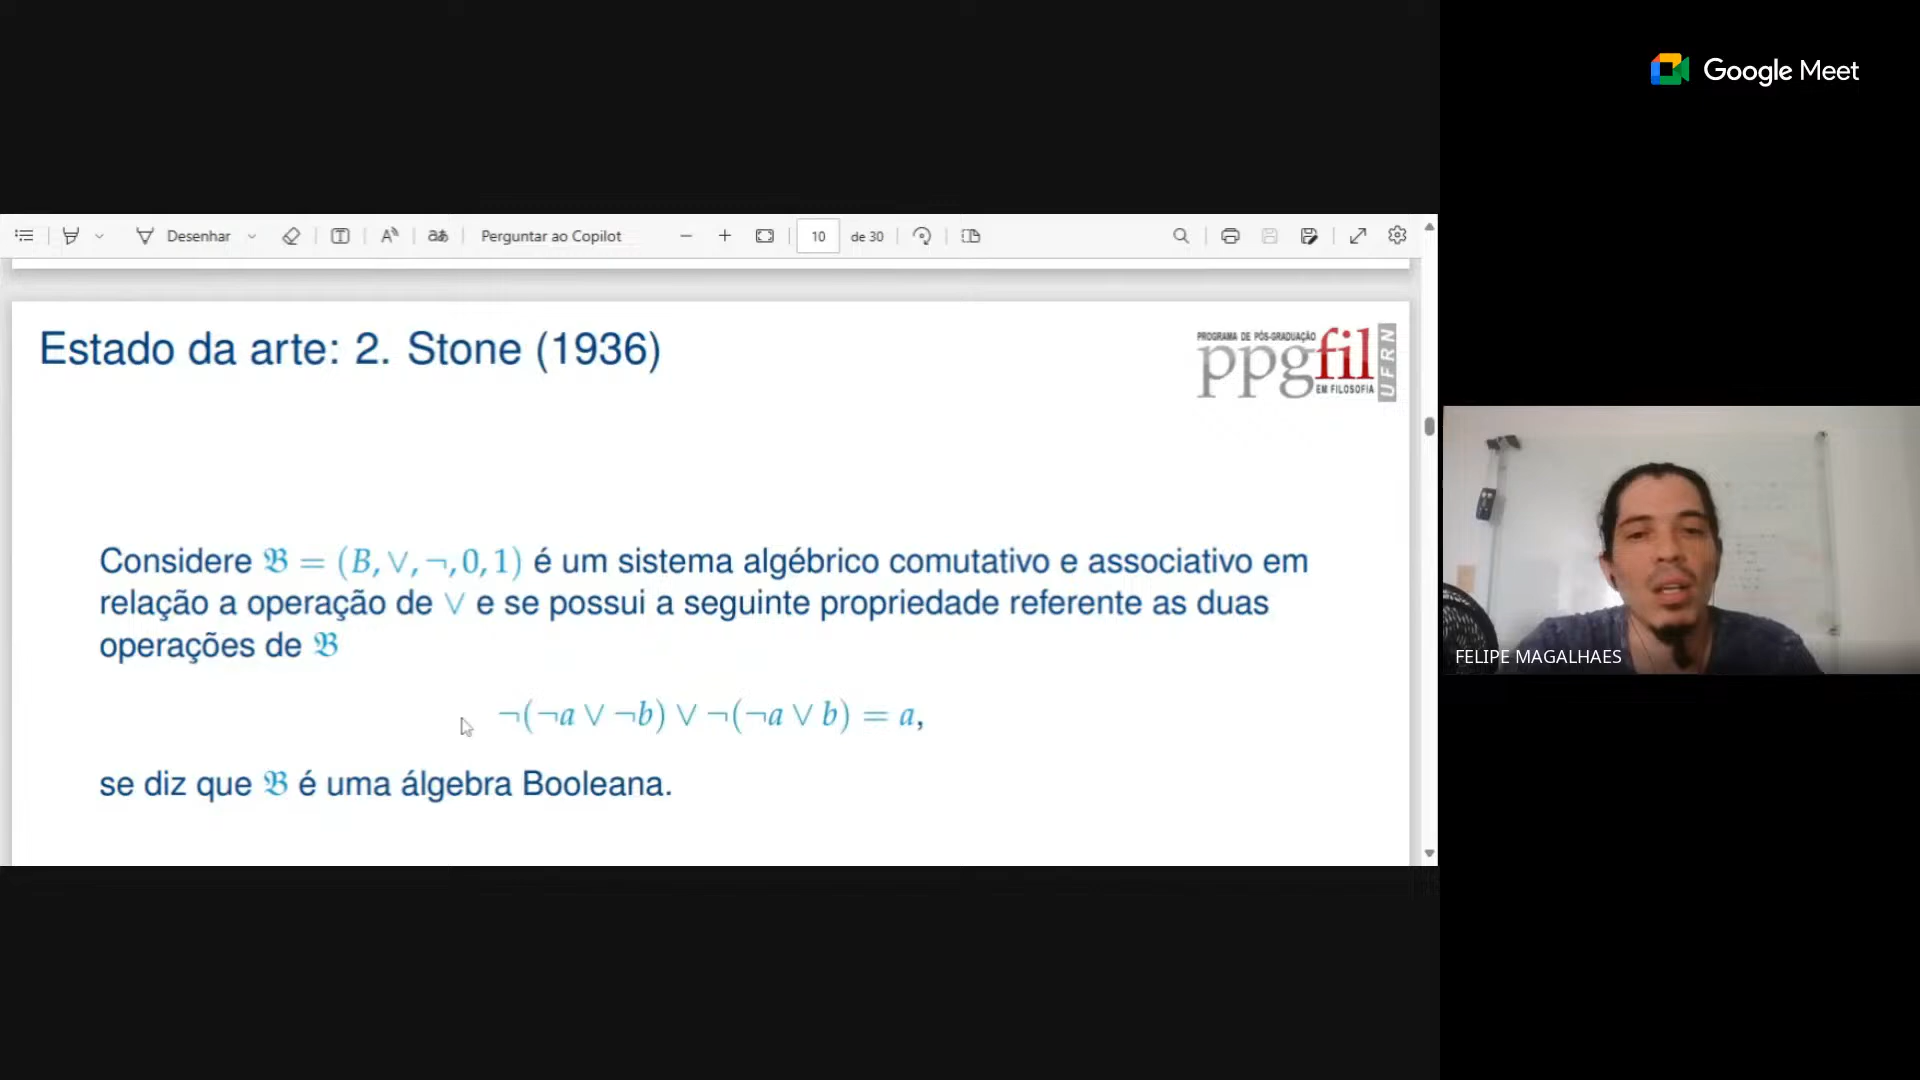 Google Meet
Desenhar
Perguntar ao Copilot
10 de 30
Estado da arte: 2. Stone (1936)
PROGRAMA DE PÓS-GRADUAÇÃO
ppgfil
EM FILOSOFIA
UFRN
Considere 𝔅 = (B, ∨, ¬, 0, 1) é um sistema algébrico comutativo e associativo em
relação a operação de ∨ e se possui a seguinte propriedade referente as duas
operações de 𝔅
¬(¬a ∨ ¬b) ∨ ¬(¬a ∨ b) = a,
se diz que 𝔅 é uma álgebra Booleana.
FELIPE MAGALHAES